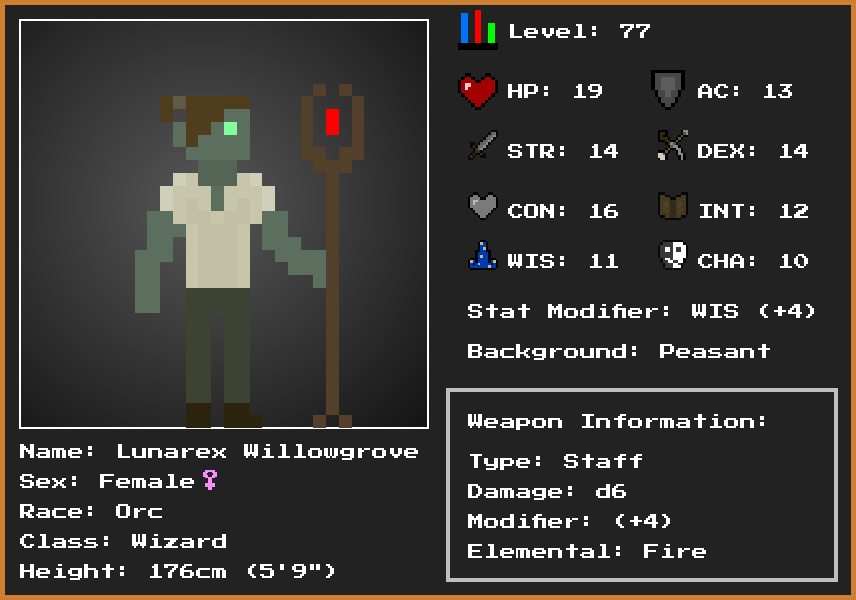 Level: 77
HP: 19 AC: 13
STR: 14 DEX: 14
CON: 16 INT: 12
WIS: 11 CHA: 10
Stat Modifier: WIS (+4)
Background: Peasant
Weapon Information:
Type: Staff
Damage: d6
Modifier: (+4)
Elemental: Fire
Name: Lunarex Willowgrove
Sex: Female♀
Race: Orc
Class: Wizard
Height: 176cm (5'9")